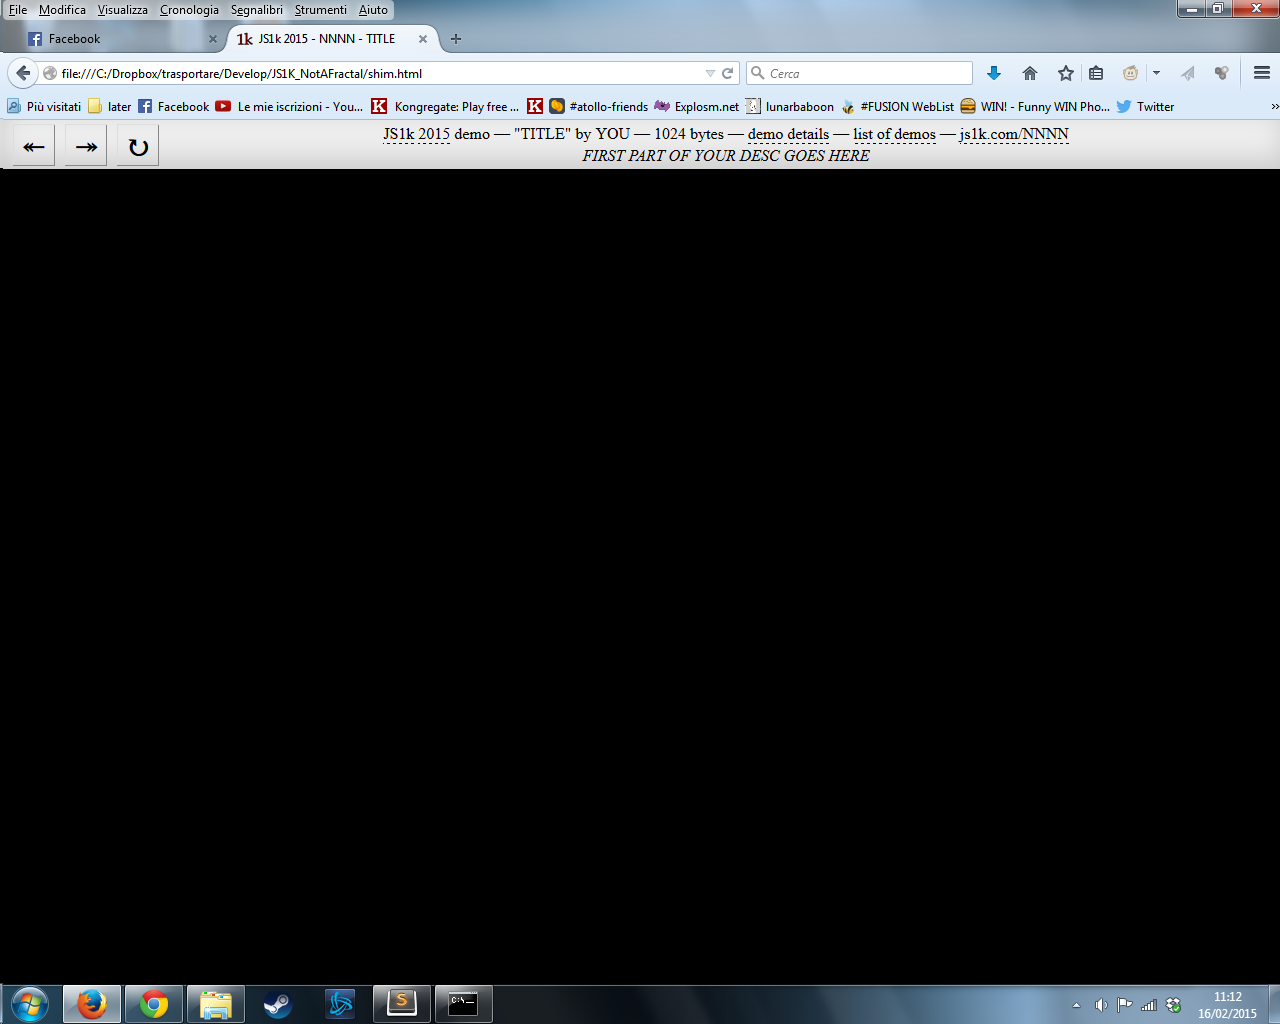 File Modifica Visualizza Cronologia Segnalibri Strumenti Aiuto
Facebook
1k JS1k 2015 - NNNN - TITLE
file:///C:/Dropbox/trasportare/Develop/JS1K_NotAFractal/shim.html
Cerca
Più visitati later Facebook Le mie iscrizioni - You... K Kongregate: Play free ... K #atollo-friends Explosm.net lunarbaboon #FUSION WebList WIN! - Funny WIN Pho... Twitter »
JS1k 2015 demo — "TITLE" by YOU — 1024 bytes — demo details — list of demos — js1k.com/NNNN
FIRST PART OF YOUR DESC GOES HERE
11:12
16/02/2015